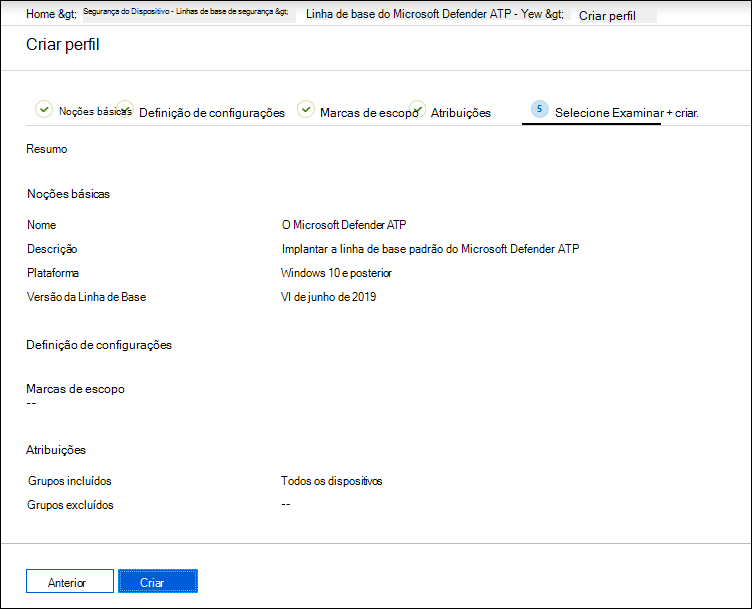 Home &gt; Segurança do Dispositivo - Linhas de base de segurança &gt; Linha de base do Microsoft Defender ATP - Yew &gt; Criar perfil
Criar perfil
Noções básicas Definição de configurações Marcas de escopo Atribuições 5 Selecione Examinar + criar.
Resumo
Noções básicas
Nome O Microsoft Defender ATP
Descrição Implantar a linha de base padrão do Microsoft Defender ATP
Plataforma Windows 10 e posterior
Versão da Linha de Base VI de junho de 2019
Definição de configurações
Marcas de escopo
--
Atribuições
Grupos incluídos Todos os dispositivos
Grupos excluídos --
Anterior Criar